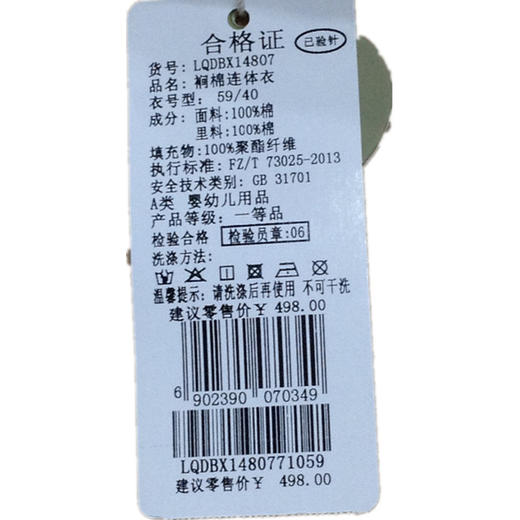 合格证
已验针
货号: LQDBX14807
品名: 裥棉连体衣
衣号型: 59/40
成分: 面料:100%棉
里料:100%棉
填充物:100%聚酯纤维
执行标准: FZ/T 73025-2013
安全技术类别: GB 31701
A类 婴幼儿用品
产品等级: 一等品
检验合格 检验员章:06
洗涤方法:
温馨提示: 请洗涤后再使用 不可干洗
建议零售价￥ 498.00
6 902390 070349
LQDBX1480771059
建议零售价￥ 498.00